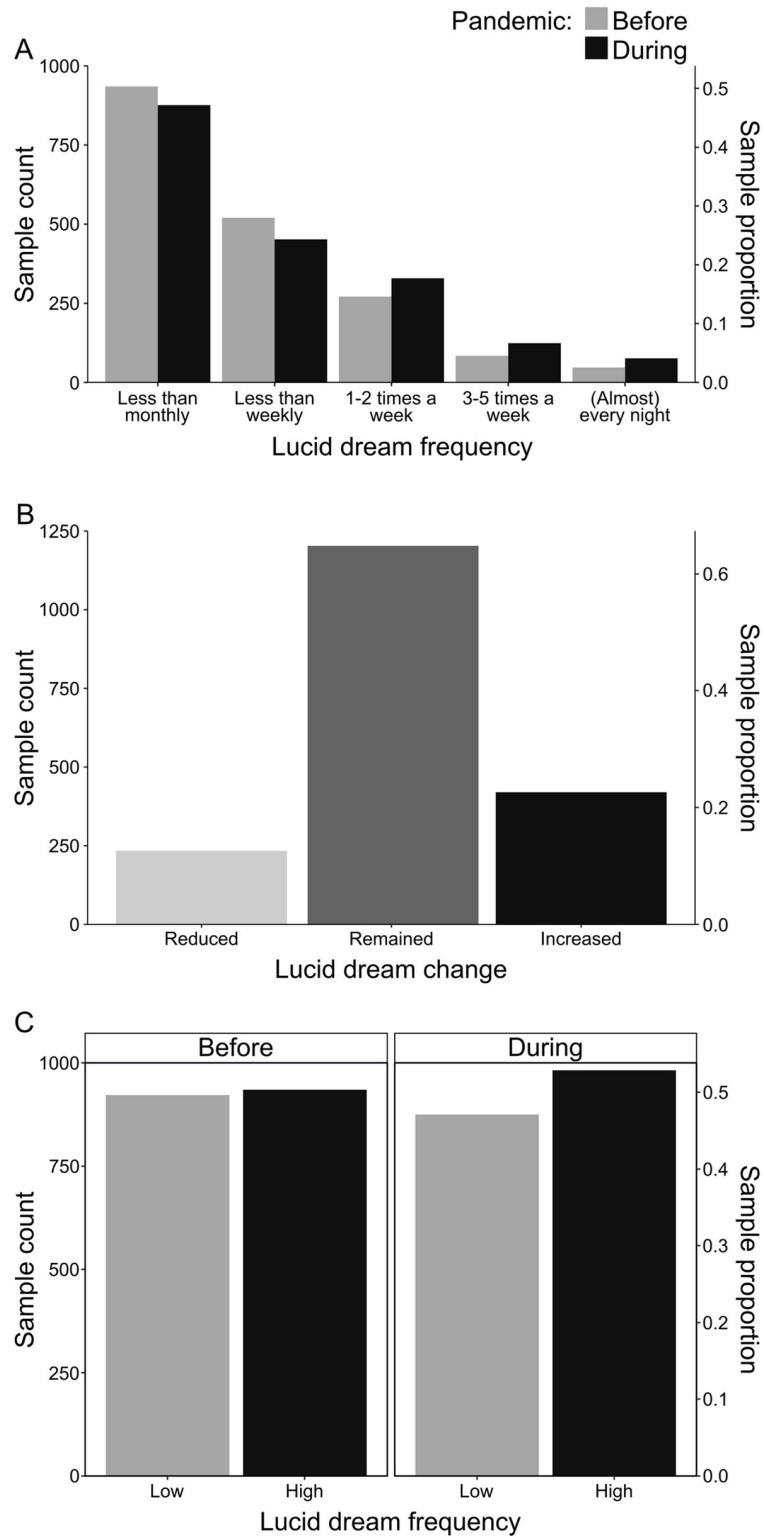 Pandemic: Before
During
A
1000
750
500
250
0
Sample count
0.5
0.4
0.3
0.2
0.1
0.0
Sample proportion
Less than
monthly
Less than
weekly
1-2 times a
week
3-5 times a
week
(Almost)
every night
Lucid dream frequency
B
1250
1000
750
500
250
0
Sample count
0.6
0.4
0.2
0.0
Sample proportion
Reduced
Remained
Increased
Lucid dream change
C
Before
During
1000
750
500
250
0
Sample count
0.5
0.4
0.3
0.2
0.1
0.0
Sample proportion
Low
High
Low
High
Lucid dream frequency